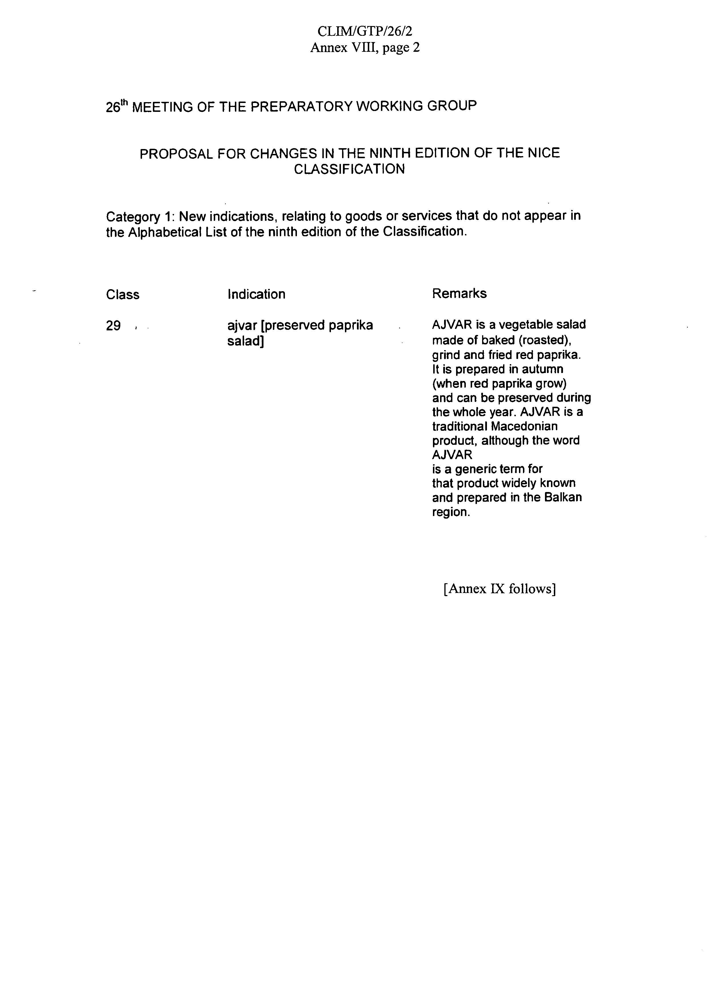 CLIM/GTP/26/2
Annex VIII, page 2
26th MEETING OF THE PREPARATORY WORKING GROUP
PROPOSAL FOR CHANGES IN THE NINTH EDITION OF THE NICE
CLASSIFICATION
Category 1: New indications, relating to goods or services that do not appear in
the Alphabetical List of the ninth edition of the Classification.
Class Indication Remarks
29 ajvar [preserved paprika AJVAR is a vegetable salad
salad] made of baked (roasted),
grind and fried red paprika.
It is prepared in autumn
(when red paprika grow)
and can be preserved during
the whole year. AJVAR is a
traditional Macedonian
product, although the word
AJVAR
is a generic term for
that product widely known
and prepared in the Balkan
region.
[Annex IX follows]